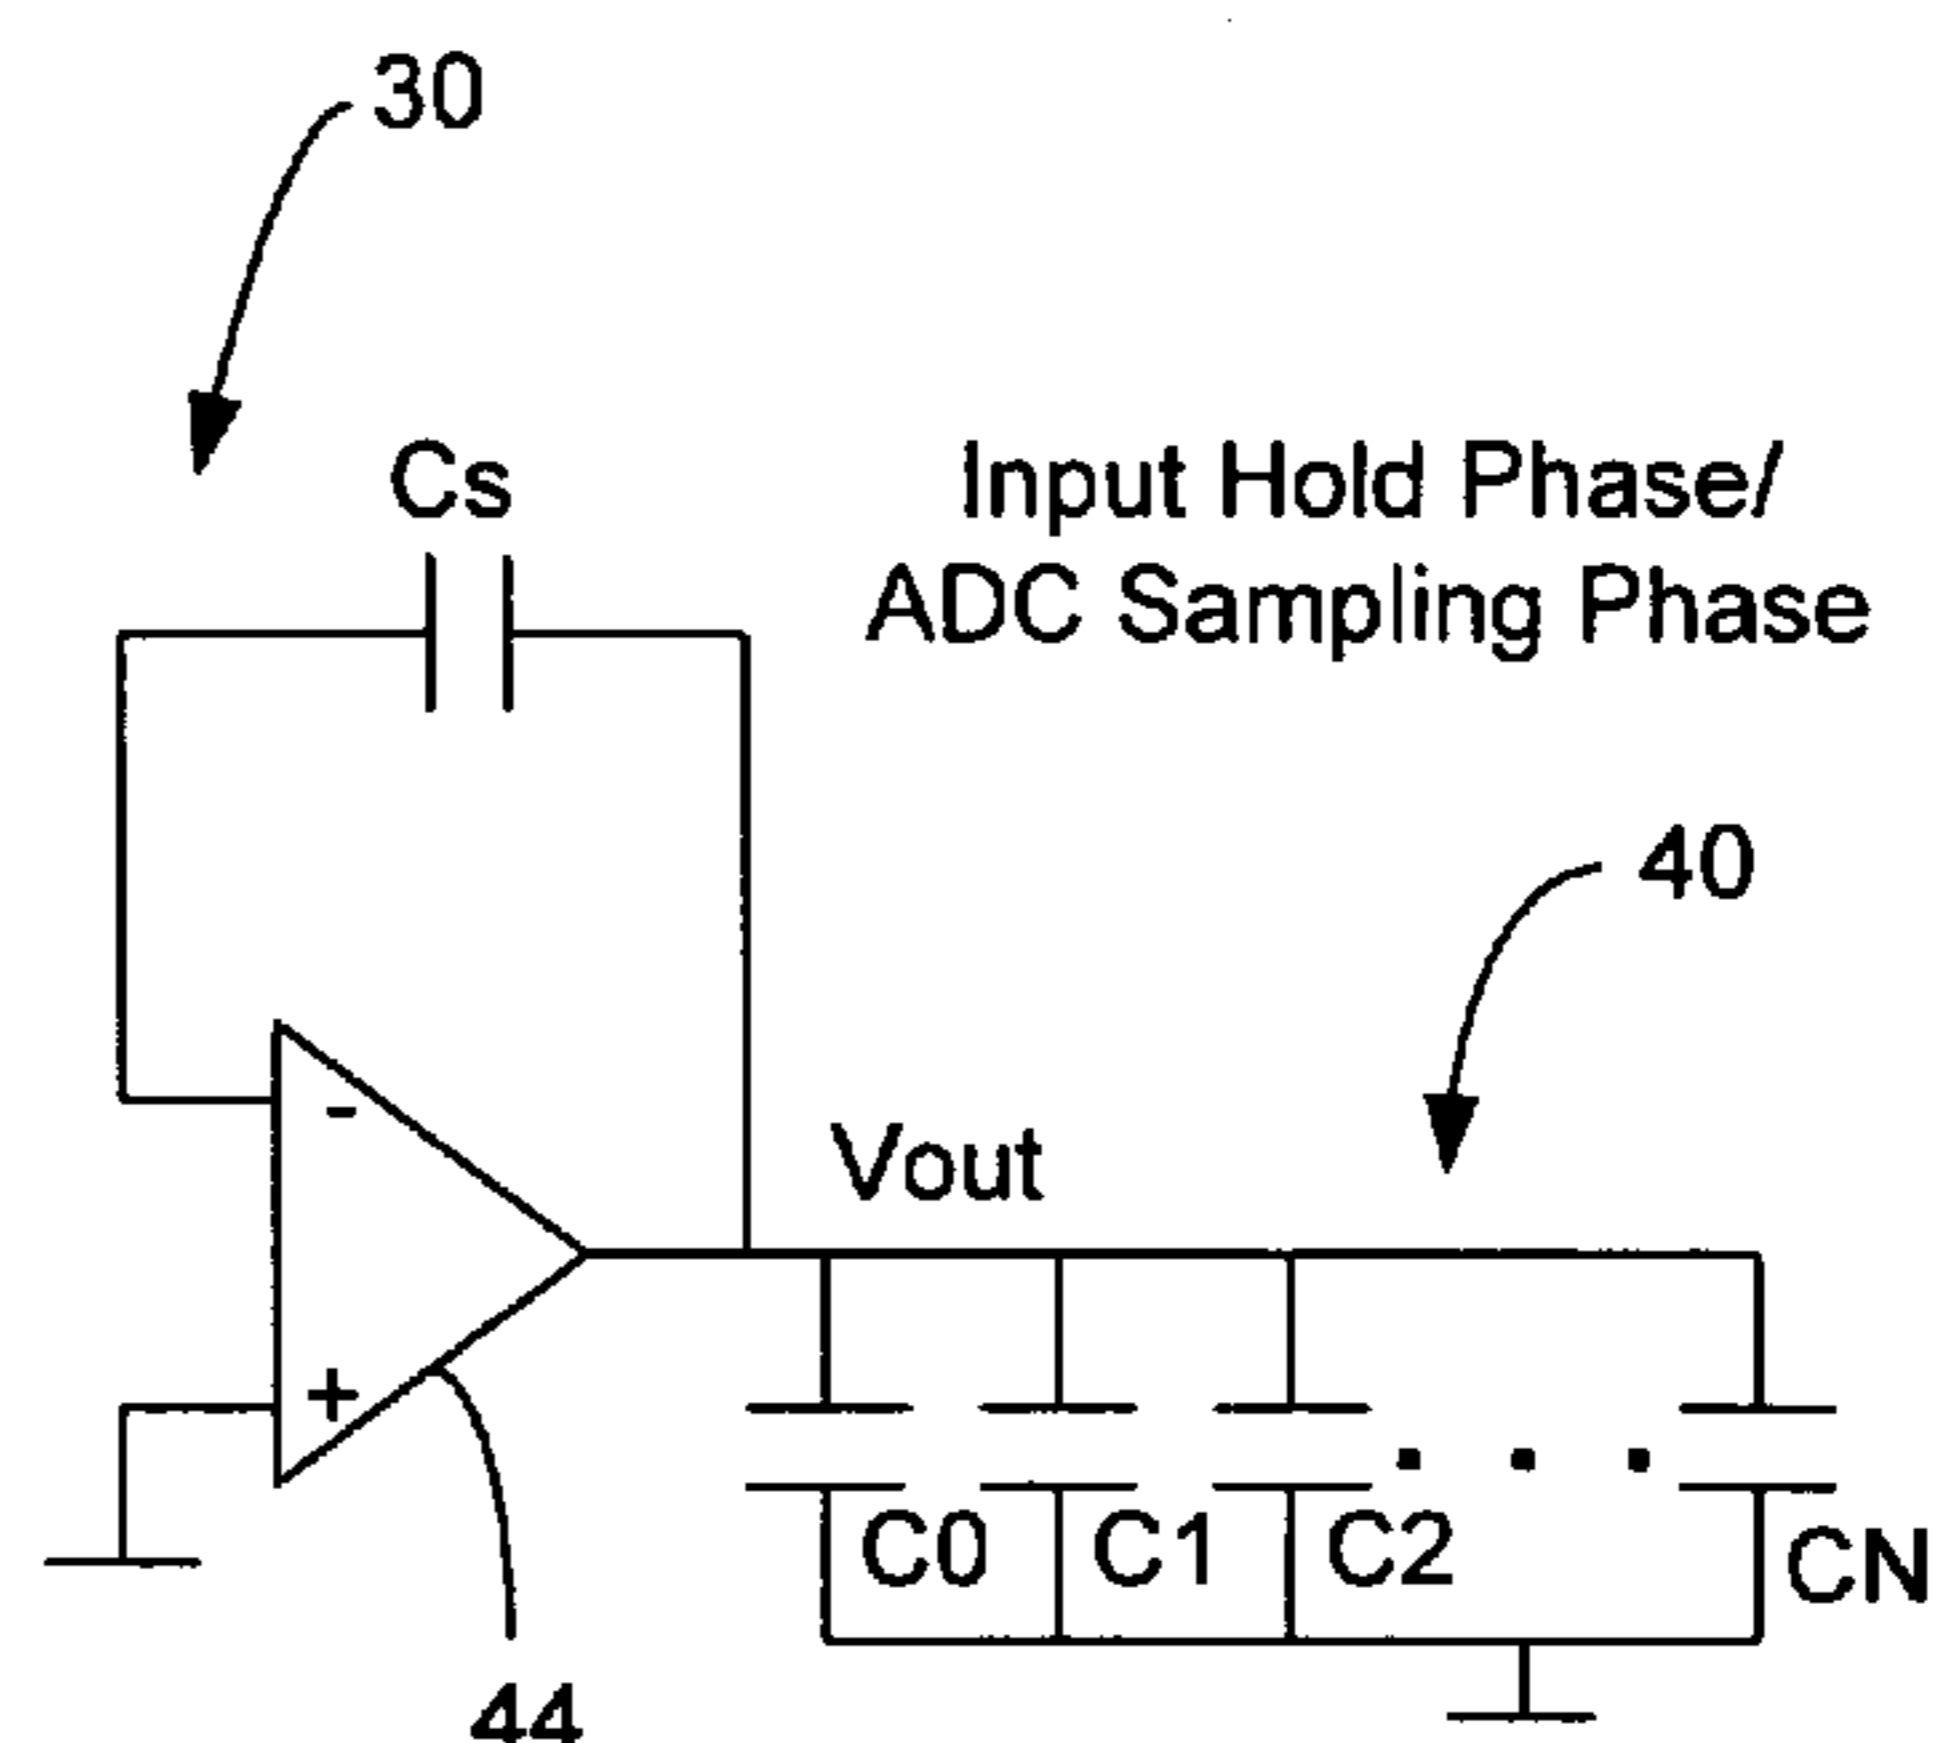 30
Cs
Input Hold Phase/
ADC Sampling Phase
40
Vout
-
+
C0 C1 C2 CN
44